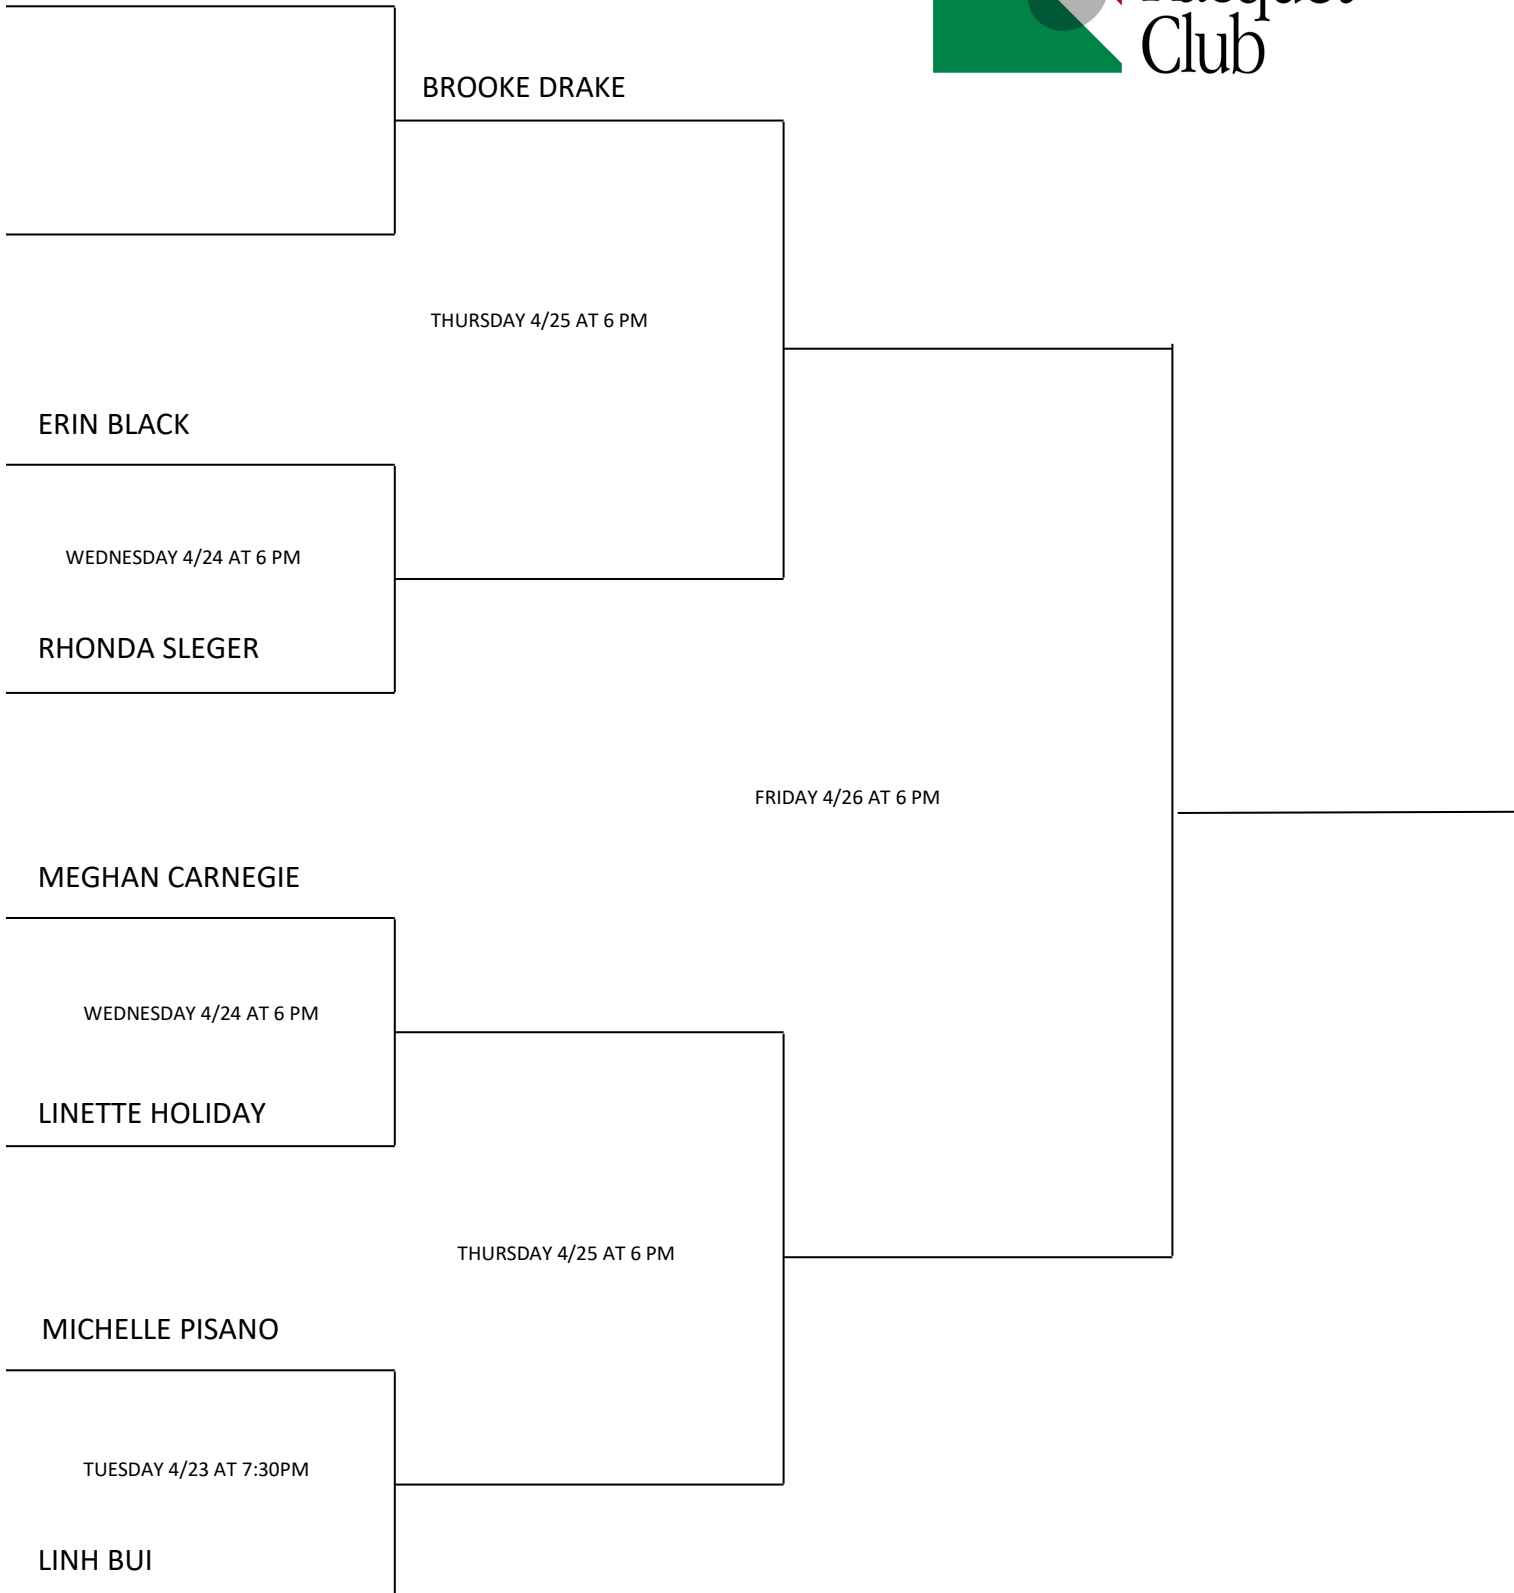 Club
BROOKE DRAKE
THURSDAY 4/25 AT 6 PM
ERIN BLACK
WEDNESDAY 4/24 AT 6 PM
RHONDA SLEGER
FRIDAY 4/26 AT 6 PM
MEGHAN CARNEGIE
WEDNESDAY 4/24 AT 6 PM
LINETTE HOLIDAY
THURSDAY 4/25 AT 6 PM
MICHELLE PISANO
TUESDAY 4/23 AT 7:30PM
LINH BUI